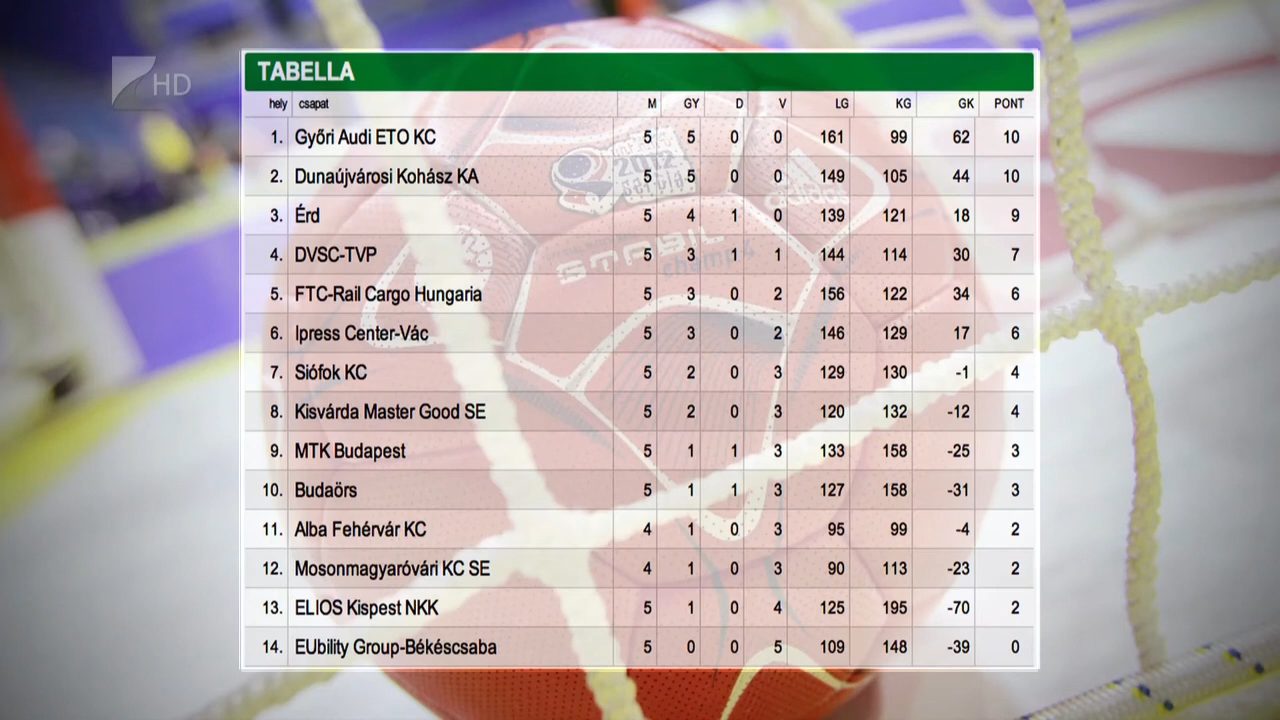 HD
TABELLA
hely csapat M GY D V LG KG GK PONT
1. Győri Audi ETO KC 5 5 0 0 161 99 62 10
2. Dunaújvárosi Kohász KA 5 5 0 0 149 105 44 10
3. Érd 5 4 1 0 139 121 18 9
4. DVSC-TVP 5 3 1 1 144 114 30 7
5. FTC-Rail Cargo Hungaria 5 3 0 2 156 122 34 6
6. Ipress Center-Vác 5 3 0 2 146 129 17 6
7. Siófok KC 5 2 0 3 129 130 -1 4
8. Kisvárda Master Good SE 5 2 0 3 120 132 -12 4
9. MTK Budapest 5 1 1 3 133 158 -25 3
10. Budaörs 5 1 1 3 127 158 -31 3
11. Alba Fehérvár KC 4 1 0 3 95 99 -4 2
12. Mosonmagyaróvári KC SE 4 1 0 3 90 113 -23 2
13. ELIOS Kispest NKK 5 1 0 4 125 195 -70 2
14. EUbility Group-Békéscsaba 5 0 0 5 109 148 -39 0
2012
adidas
STABIL
champ